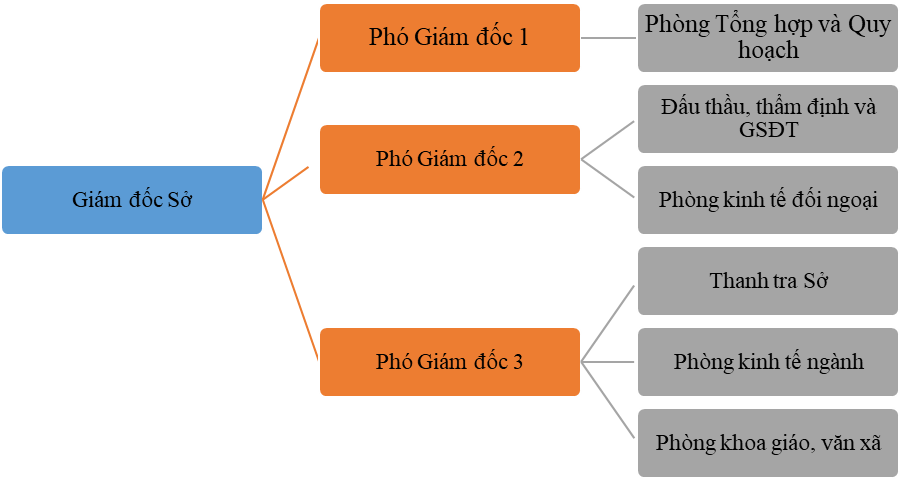 Giám đốc Sở
Phó Giám đốc 1
Phòng Tổng hợp và Quy
hoạch
Phó Giám đốc 2
Đấu thầu, thẩm định và
GSĐT
Phòng kinh tế đối ngoại
Phó Giám đốc 3
Thanh tra Sở
Phòng kinh tế ngành
Phòng khoa giáo, văn xã